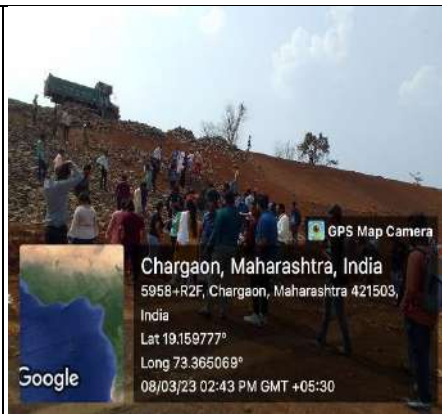 GPS Map Camera
Chargaon, Maharashtra, India
5958+R2F, Chargaon, Maharashtra 421503,
India
Lat 19.159777°
Long 73.365069°
08/03/23 02:43 PM GMT +05:30
Google